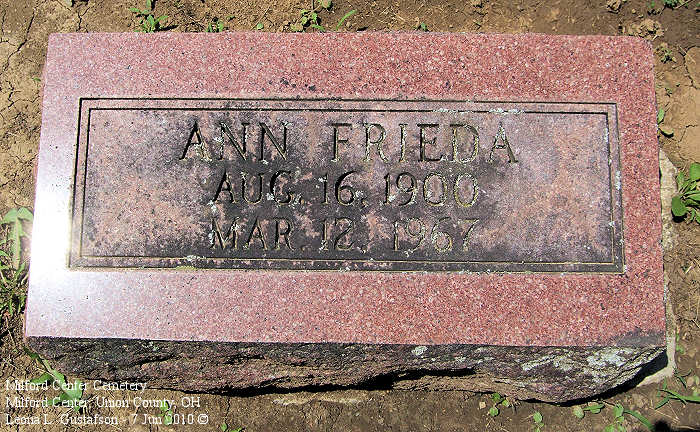 ANN FRIEDA
AUG. 16, 1900
MAR. 12, 1967
Milford Center Cemetery
Milford Center, Union County, OH
Leona L. Gustafson - 7 Jun 2010 ©